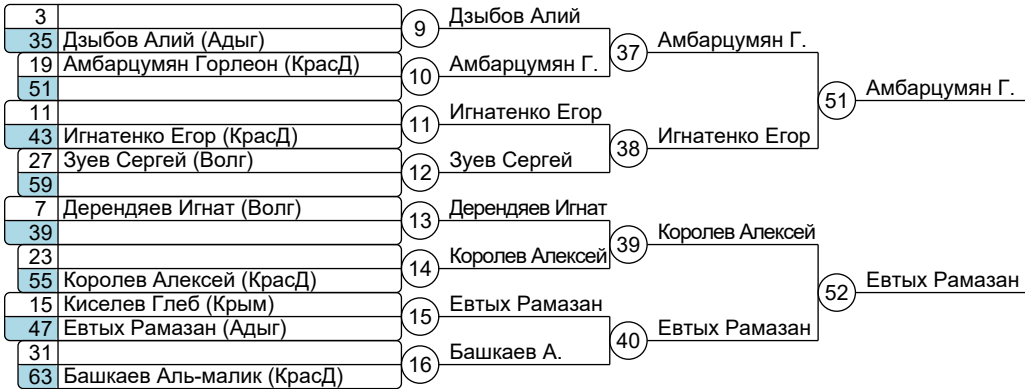 3
35 Дзыбов Алий (Адыг)
19 Амбарцумян Горлеон (КрасД)
51
11
43 Игнатенко Егор (КрасД)
27 Зуев Сергей (Волг)
59
7 Дерендяев Игнат (Волг)
39
23
55 Королев Алексей (КрасД)
15 Киселев Глеб (Крым)
47 Евтых Рамазан (Адыг)
31
63 Башкаев Аль-малик (КрасД)
9 Дзыбов Алий
10 Амбарцумян Г.
11 Игнатенко Егор
12 Зуев Сергей
13 Дерендяев Игнат
14 Королев Алексей
15 Евтых Рамазан
16 Башкаев А.
37 Амбарцумян Г.
38 Игнатенко Егор
39 Королев Алексей
40 Евтых Рамазан
51 Амбарцумян Г.
52 Евтых Рамазан